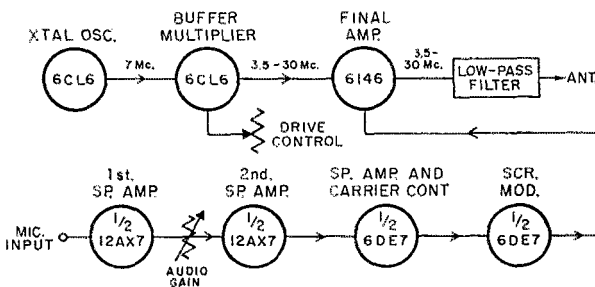 XTAL OSC.
6CL6
7 Mc.
BUFFER
MULTIPLIER
6CL6
3.5 - 30 Mc.
DRIVE
CONTROL
FINAL
AMP.
6146
3.5-
30 Mc.
LOW-PASS
FILTER
ANT.
MIC.
INPUT
1st.
SP. AMP.
1/2
12AX7
AUDIO
GAIN
2nd.
SP. AMP.
1/2
12AX7
SP. AMP. AND
CARRIER CONT
1/2
6DE7
SCR.
MOD.
1/2
6DE7